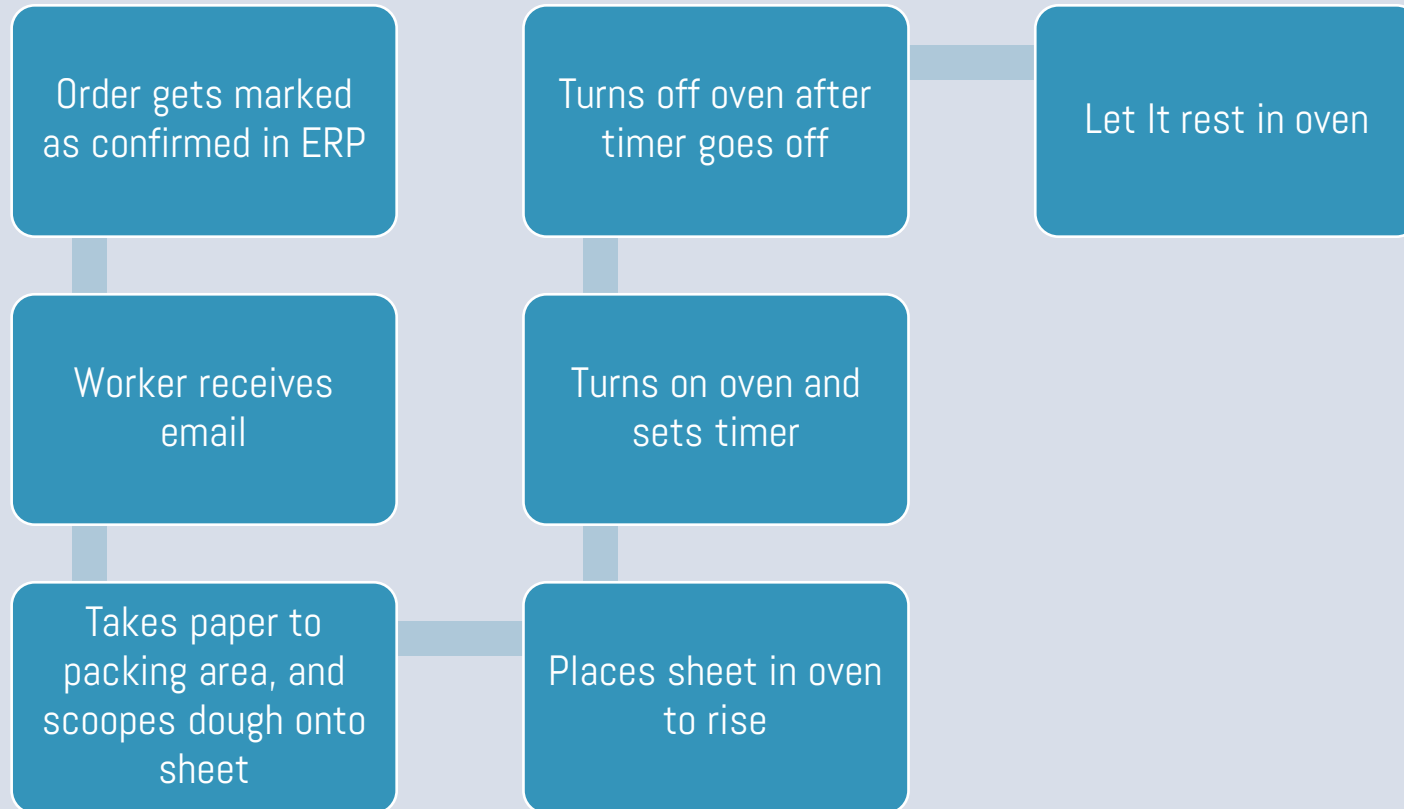 Order gets marked
as confirmed in ERP
Worker receives
email
Takes paper to
packing area, and
scoopes dough onto
sheet
Places sheet in oven
to rise
Turns on oven and
sets timer
Turns off oven after
timer goes off
Let It rest in oven